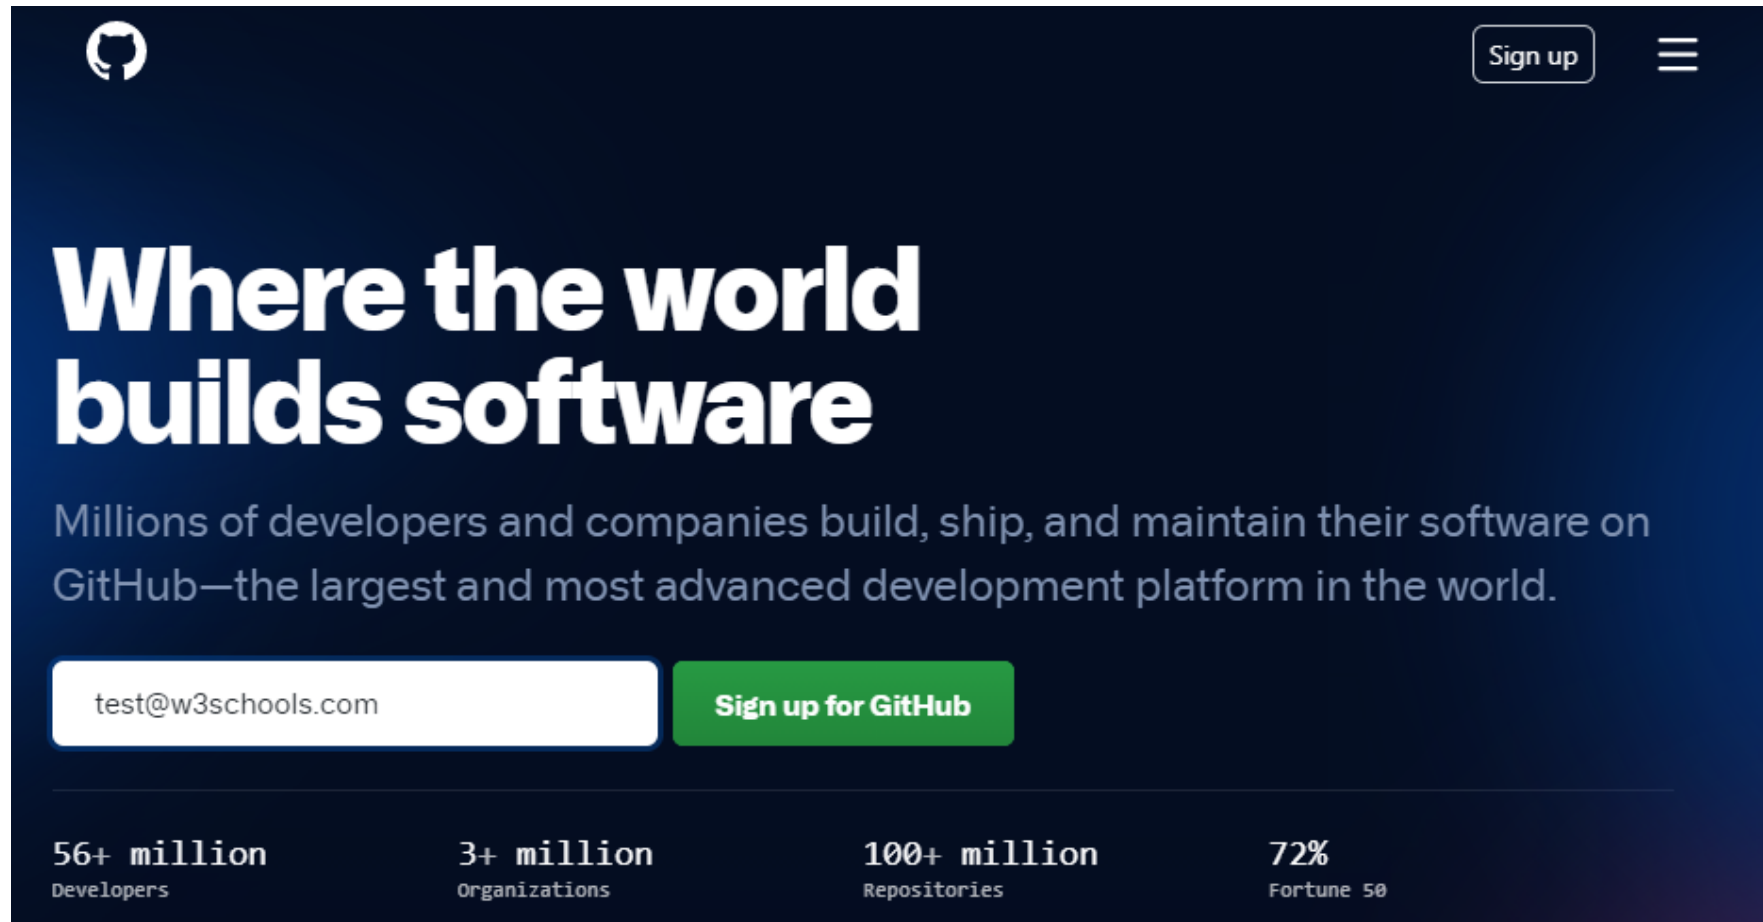 Sign up
Where the world
builds software
Millions of developers and companies build, ship, and maintain their software on
GitHub—the largest and most advanced development platform in the world.
test@w3schools.com
Sign up for GitHub
56+ million
Developers
3+ million
Organizations
100+ million
Repositories
72%
Fortune 50